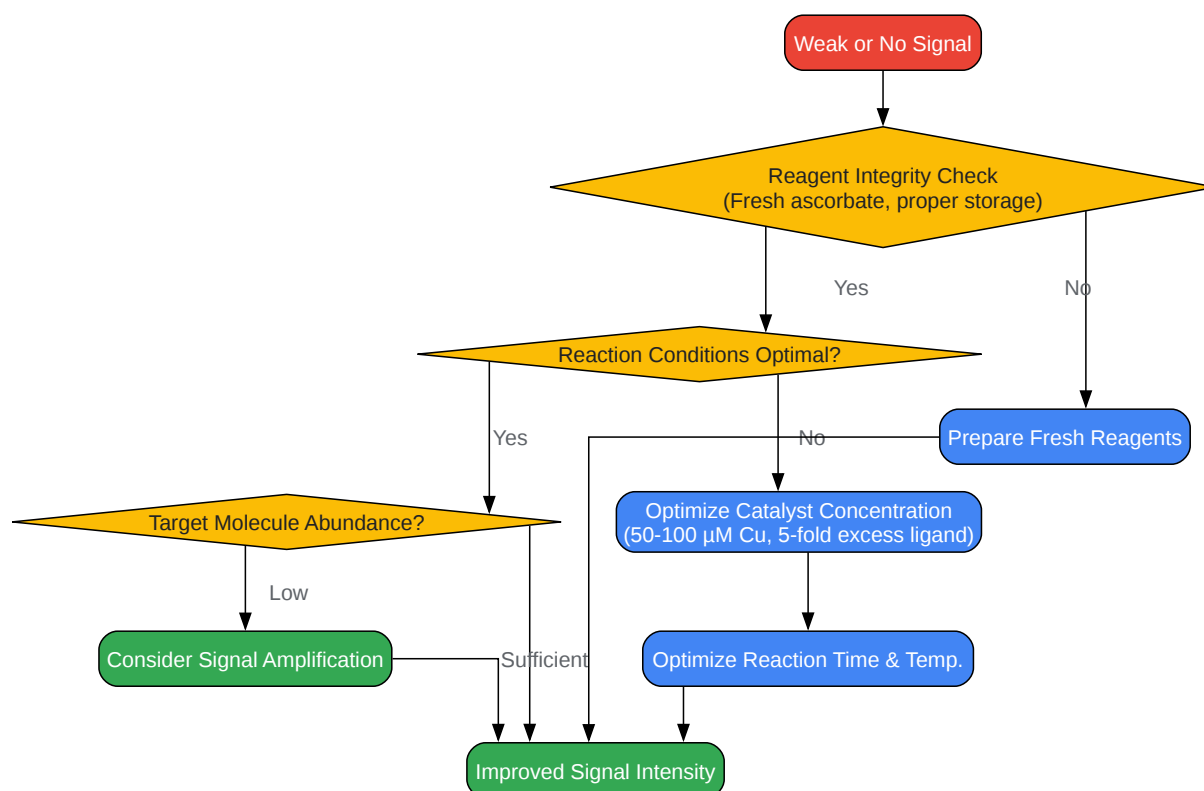 Weak or No Signal
Reagent Integrity Check
(Fresh ascorbate, proper storage)
Yes
No
Reaction Conditions Optimal?
Yes
No
Prepare Fresh Reagents
Target Molecule Abundance?
Optimize Catalyst Concentration
(50-100 µM Cu, 5-fold excess ligand)
Low
Consider Signal Amplification
Sufficient
Optimize Reaction Time & Temp.
Improved Signal Intensity